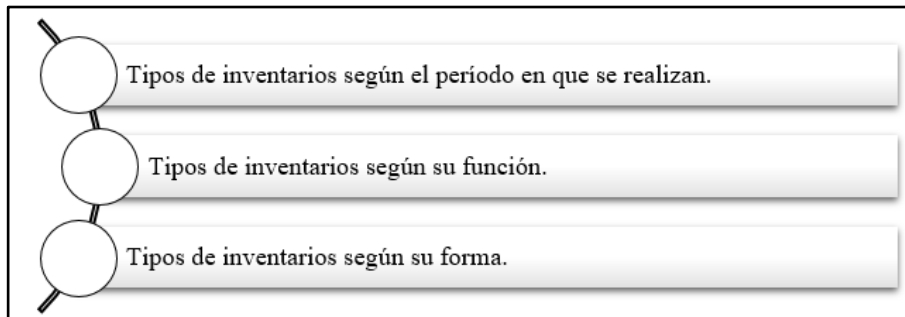 Tipos de inventarios según el período en que se realizan.
Tipos de inventarios según su función.
Tipos de inventarios según su forma.